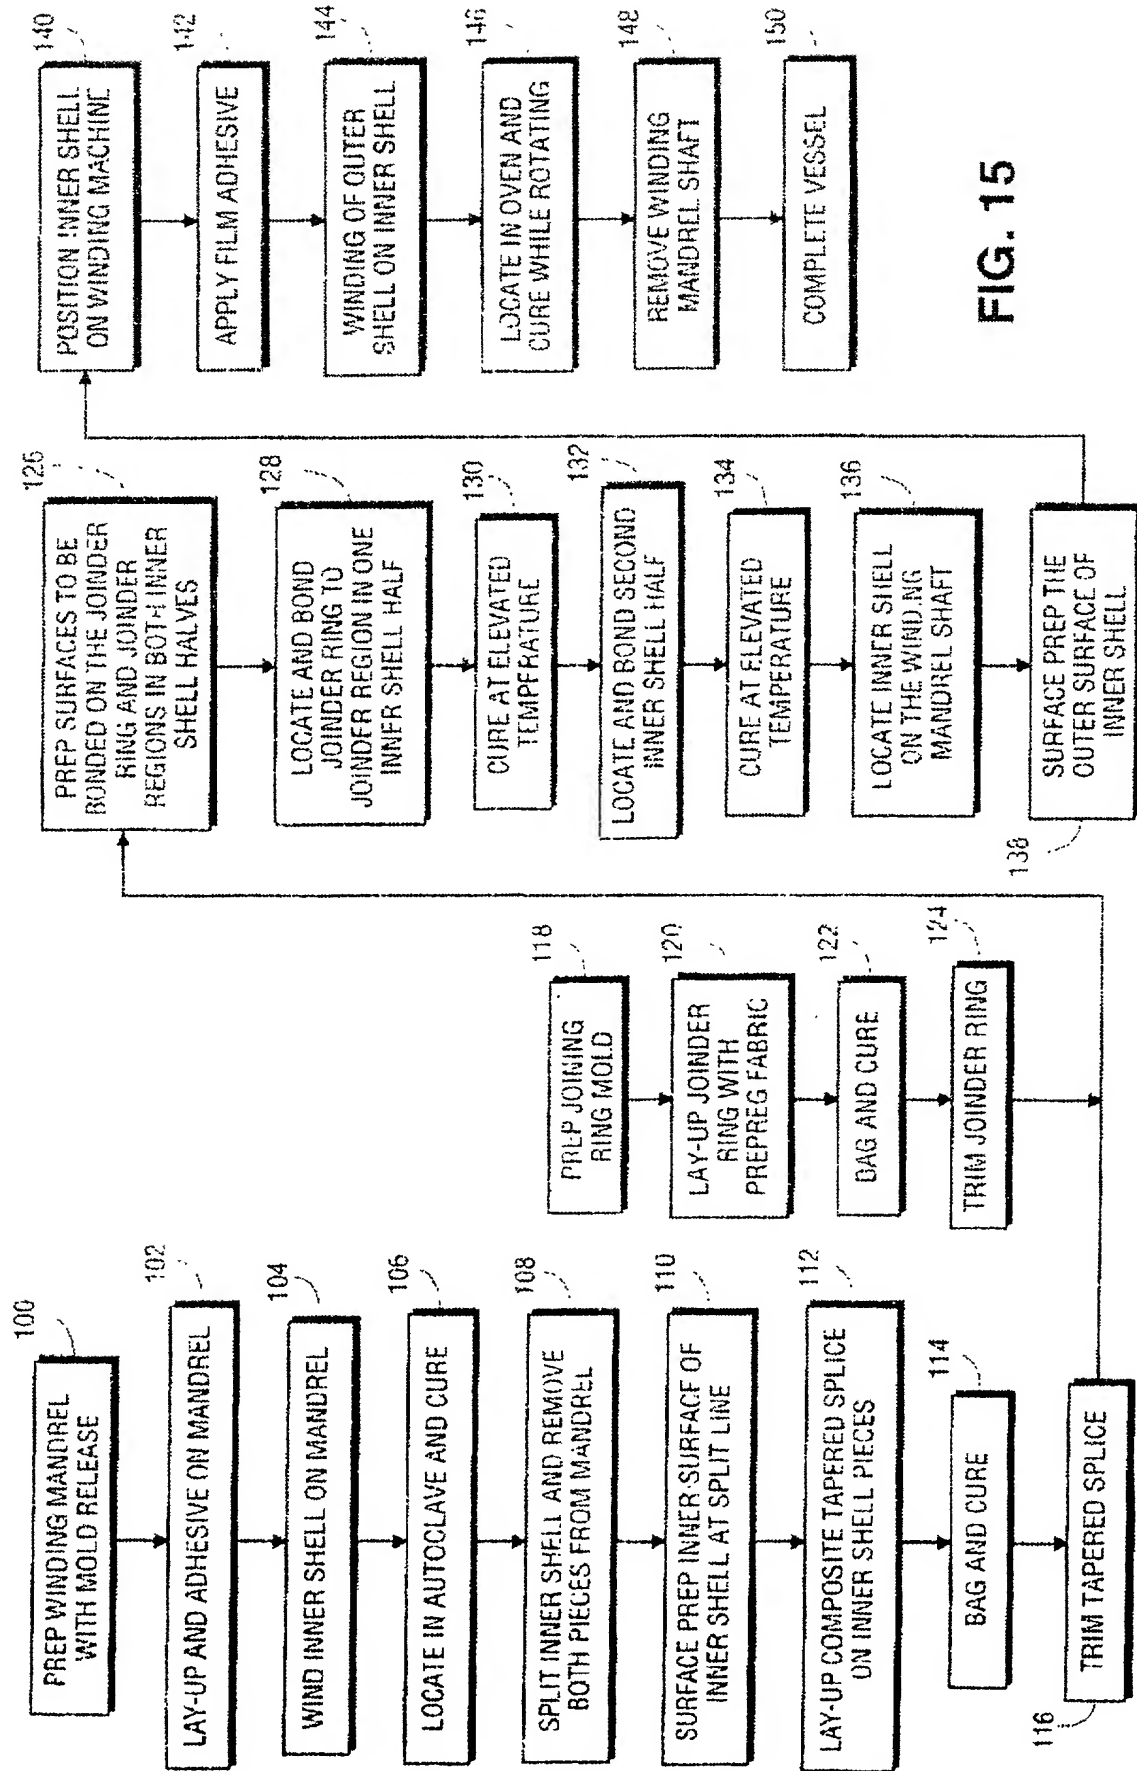 100
PREP WINDING MANDREL
WITH MOLD RELEASE
102
LAY-UP AND ADHESIVE ON MANDREL
104
WIND INNER SHELL ON MANDREL
106
LOCATE IN AUTOCLAVE AND CURE
108
SPLIT INNER SHELL AND REMOVE
BOTH PIECES FROM MANDREL
110
SURFACE PREP INNER SURFACE OF
INNER SHELL AT SPLIT LINE
112
LAY-UP COMPOSITE TAPERED SPLICE
ON INNER SHELL PIECES
114
BAG AND CURE
116
TRIM TAPERED SPLICE
118
PREP JOINING
RING MOLD
120
LAY-UP JOINDER
RING WITH
PREPREG FABRIC
122
BAG AND CURE
124
TRIM JOINDER RING
126
PREP SURFACES TO BE
BONDED ON THE JOINDER
RING AND JOINDER
REGIONS IN BOTH INNER
SHELL HALVES
128
LOCATE AND BOND
JOINDER RING TO
JOINDER REGION IN ONE
INNER SHELL HALF
130
CURE AT ELEVATED
TEMPERATURE
132
LOCATE AND BOND SECOND
INNER SHELL HALF
134
CURE AT ELEVATED
TEMPERATURE
136
LOCATE INNER SHELL
ON THE WINDING
MANDREL SHAFT
138
SURFACE PREP THE
OUTER SURFACE OF
INNER SHELL
140
POSITION INNER SHELL
ON WINDING MACHINE
142
APPLY FILM ADHESIVE
144
WINDING OF OUTER
SHELL ON INNER SHELL
146
LOCATE IN OVEN AND
CURE WHILE ROTATING
148
REMOVE WINDING
MANDREL SHAFT
150
COMPLETE VESSEL
FIG. 15